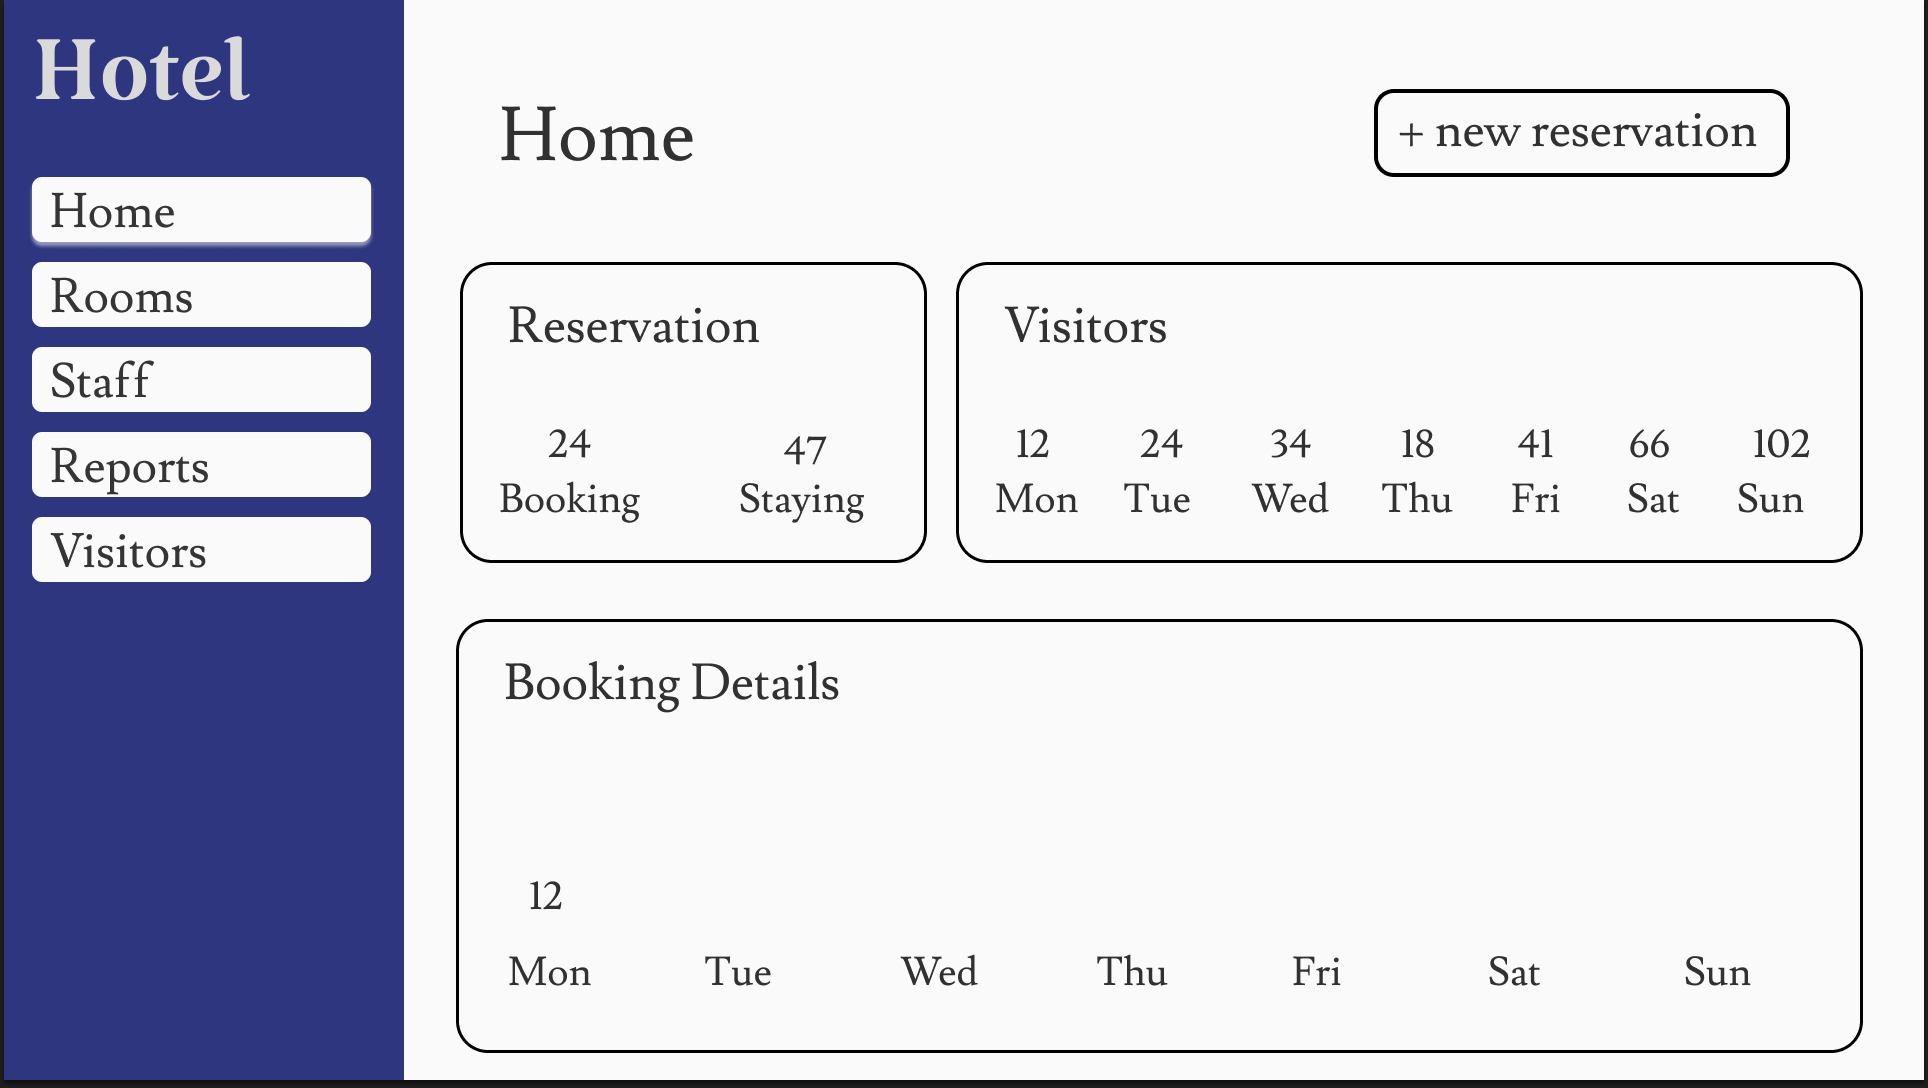 Hotel
Home
Rooms
Staff
Reports
Visitors
Home
+ new reservation
Reservation
24 47
Booking Staying
Visitors
12 24 34 18 41 66 102
Mon Tue Wed Thu Fri Sat Sun
Booking Details
12
Mon Tue Wed Thu Fri Sat Sun